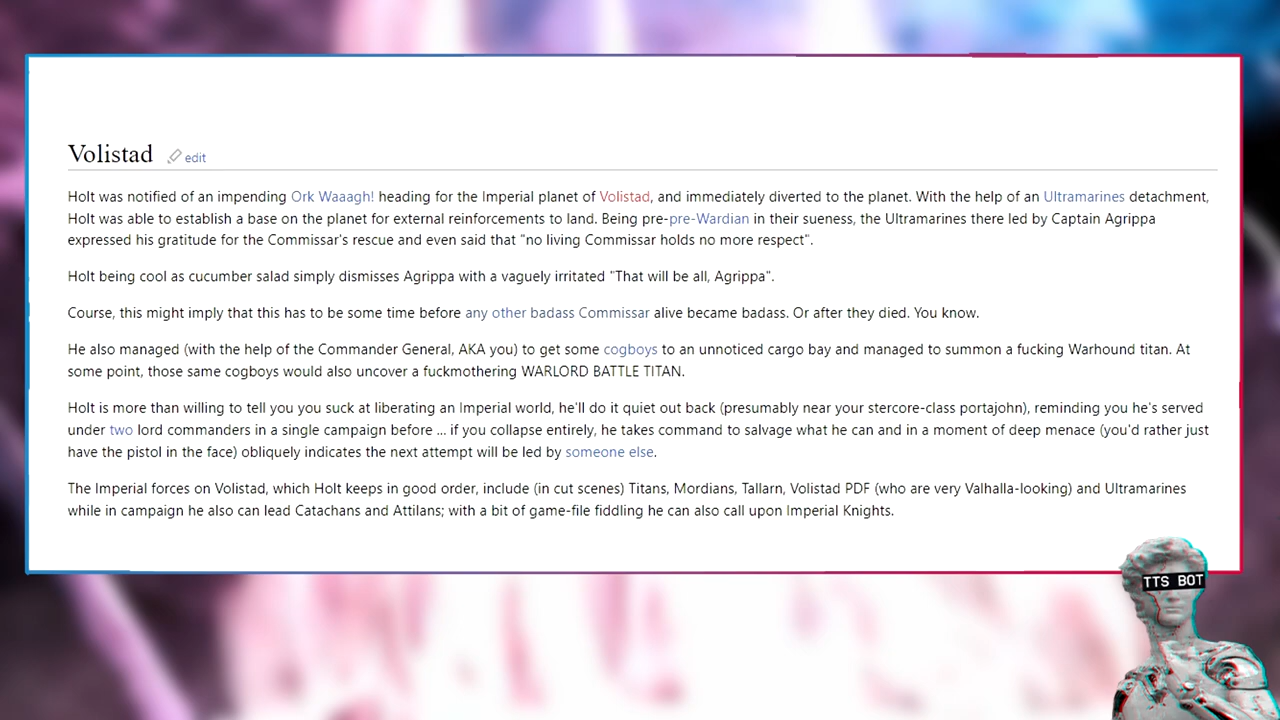 Volistad edit
Holt was notified of an impending Ork Waaagh! heading for the Imperial planet of Volistad, and immediately diverted to the planet. With the help of an Ultramarines detachment,
Holt was able to establish a base on the planet for external reinforcements to land. Being pre-pre-Wardian in their sueness, the Ultramarines there led by Captain Agrippa
expressed his gratitude for the Commissar's rescue and even said that "no living Commissar holds no more respect".
Holt being cool as cucumber salad simply dismisses Agrippa with a vaguely irritated "That will be all, Agrippa".
Course, this might imply that this has to be some time before any other badass Commissar alive became badass. Or after they died. You know.
He also managed (with the help of the Commander General, AKA you) to get some cogboys to an unnoticed cargo bay and managed to summon a fucking Warhound titan. At
some point, those same cogboys would also uncover a fuckmothering WARLORD BATTLE TITAN.
Holt is more than willing to tell you you suck at liberating an Imperial world, he'll do it quiet out back (presumably near your stercore-class portajohn), reminding you he's served
under two lord commanders in a single campaign before ... if you collapse entirely, he takes command to salvage what he can and in a moment of deep menace (you'd rather just
have the pistol in the face) obliquely indicates the next attempt will be led by someone else.
The Imperial forces on Volistad, which Holt keeps in good order, include (in cut scenes) Titans, Mordians, Tallarn, Volistad PDF (who are very Valhalla-looking) and Ultramarines
while in campaign he also can lead Catachans and Attilans; with a bit of game-file fiddling he can also call upon Imperial Knights.
TTS BOT